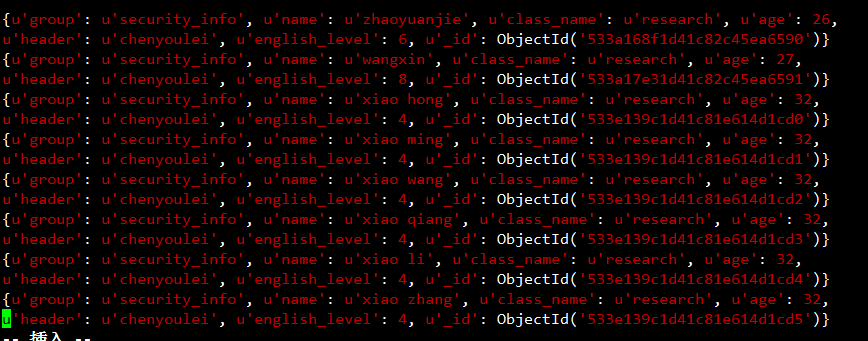 {u'group': u'security_info', u'name': u'zhaoyuanjie', u'class_name': u'research', u'age': 26,
u'header': u'chenyoulei', u'english_level': 6, u'_id': ObjectId('533a168f1d41c82c45ea6590')}
{u'group': u'security_info', u'name': u'wangxin', u'class_name': u'research', u'age': 27,
u'header': u'chenyoulei', u'english_level': 8, u'_id': ObjectId('533a17e31d41c82c45ea6591')}
{u'group': u'security_info', u'name': u'xiao hong', u'class_name': u'research', u'age': 32,
u'header': u'chenyoulei', u'english_level': 4, u'_id': ObjectId('533e139c1d41c81e614d1cd0')}
{u'group': u'security_info', u'name': u'xiao ming', u'class_name': u'research', u'age': 32,
u'header': u'chenyoulei', u'english_level': 4, u'_id': ObjectId('533e139c1d41c81e614d1cd1')}
{u'group': u'security_info', u'name': u'xiao wang', u'class_name': u'research', u'age': 32,
u'header': u'chenyoulei', u'english_level': 4, u'_id': ObjectId('533e139c1d41c81e614d1cd2')}
{u'group': u'security_info', u'name': u'xiao qiang', u'class_name': u'research', u'age': 32,
u'header': u'chenyoulei', u'english_level': 4, u'_id': ObjectId('533e139c1d41c81e614d1cd3')}
{u'group': u'security_info', u'name': u'xiao li', u'class_name': u'research', u'age': 32,
u'header': u'chenyoulei', u'english_level': 4, u'_id': ObjectId('533e139c1d41c81e614d1cd4')}
{u'group': u'security_info', u'name': u'xiao zhang', u'class_name': u'research', u'age': 32,
u'header': u'chenyoulei', u'english_level': 4, u'_id': ObjectId('533e139c1d41c81e614d1cd5')}
-- 插入 --